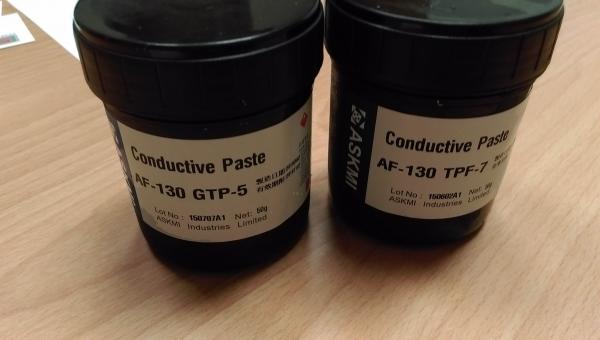 Conductive Paste
AF-130 GTP-5
Lot No : 150707A1 Net: 50g
ASKMI Industries Limited
ASKMI
Conductive Paste
AF-130 TPF-7
Lot No : 150602A1 Net:
ASKMI Industries Limited